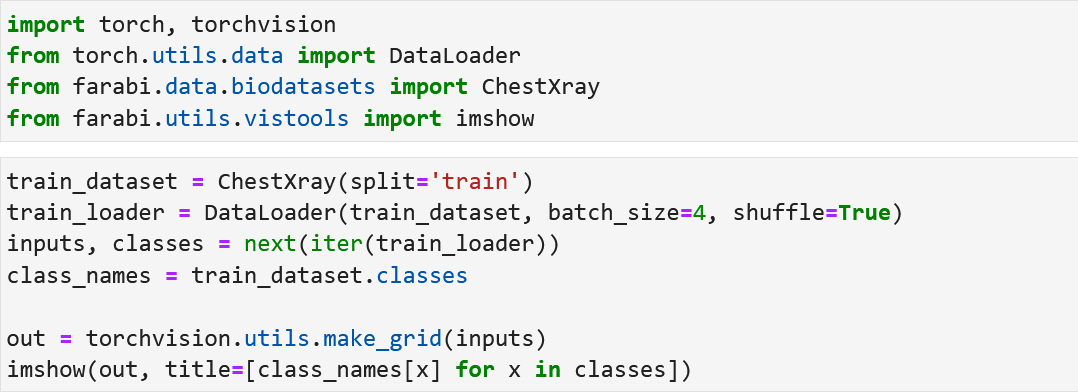 import torch, torchvision
from torch.utils.data import DataLoader
from farabi.data.biodatasets import ChestXray
from farabi.utils.vistools import imshow
train_dataset = ChestXray(split='train')
train_loader = DataLoader(train_dataset, batch_size=4, shuffle=True)
inputs, classes = next(iter(train_loader))
class_names = train_dataset.classes
out = torchvision.utils.make_grid(inputs)
imshow(out, title=[class_names[x] for x in classes])